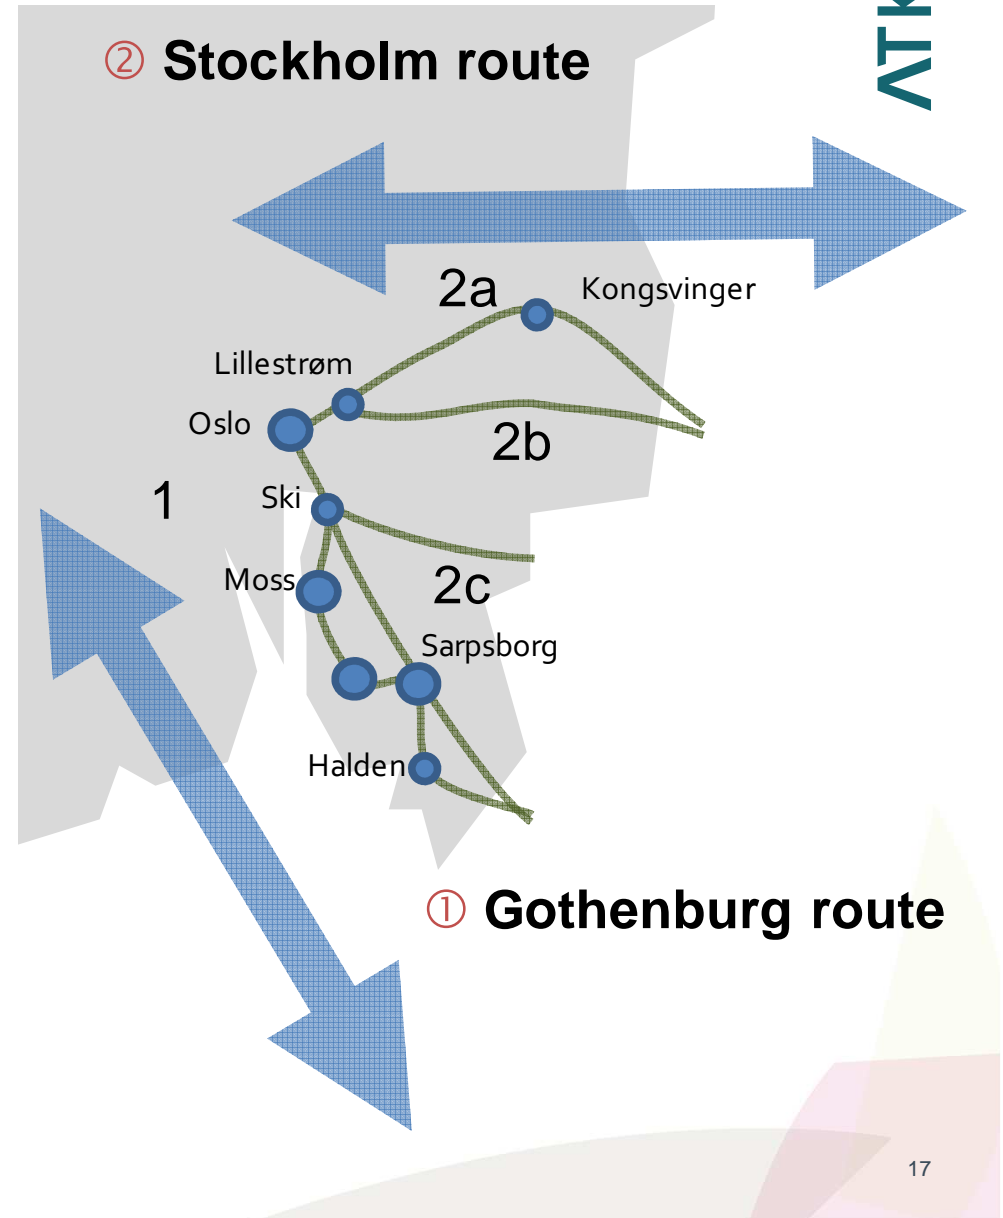 ② Stockholm route
2a
Kongsvinger
Lillestrøm
Oslo
2b
1
Ski
Moss
2c
Sarpsborg
Halden
① Gothenburg route
17